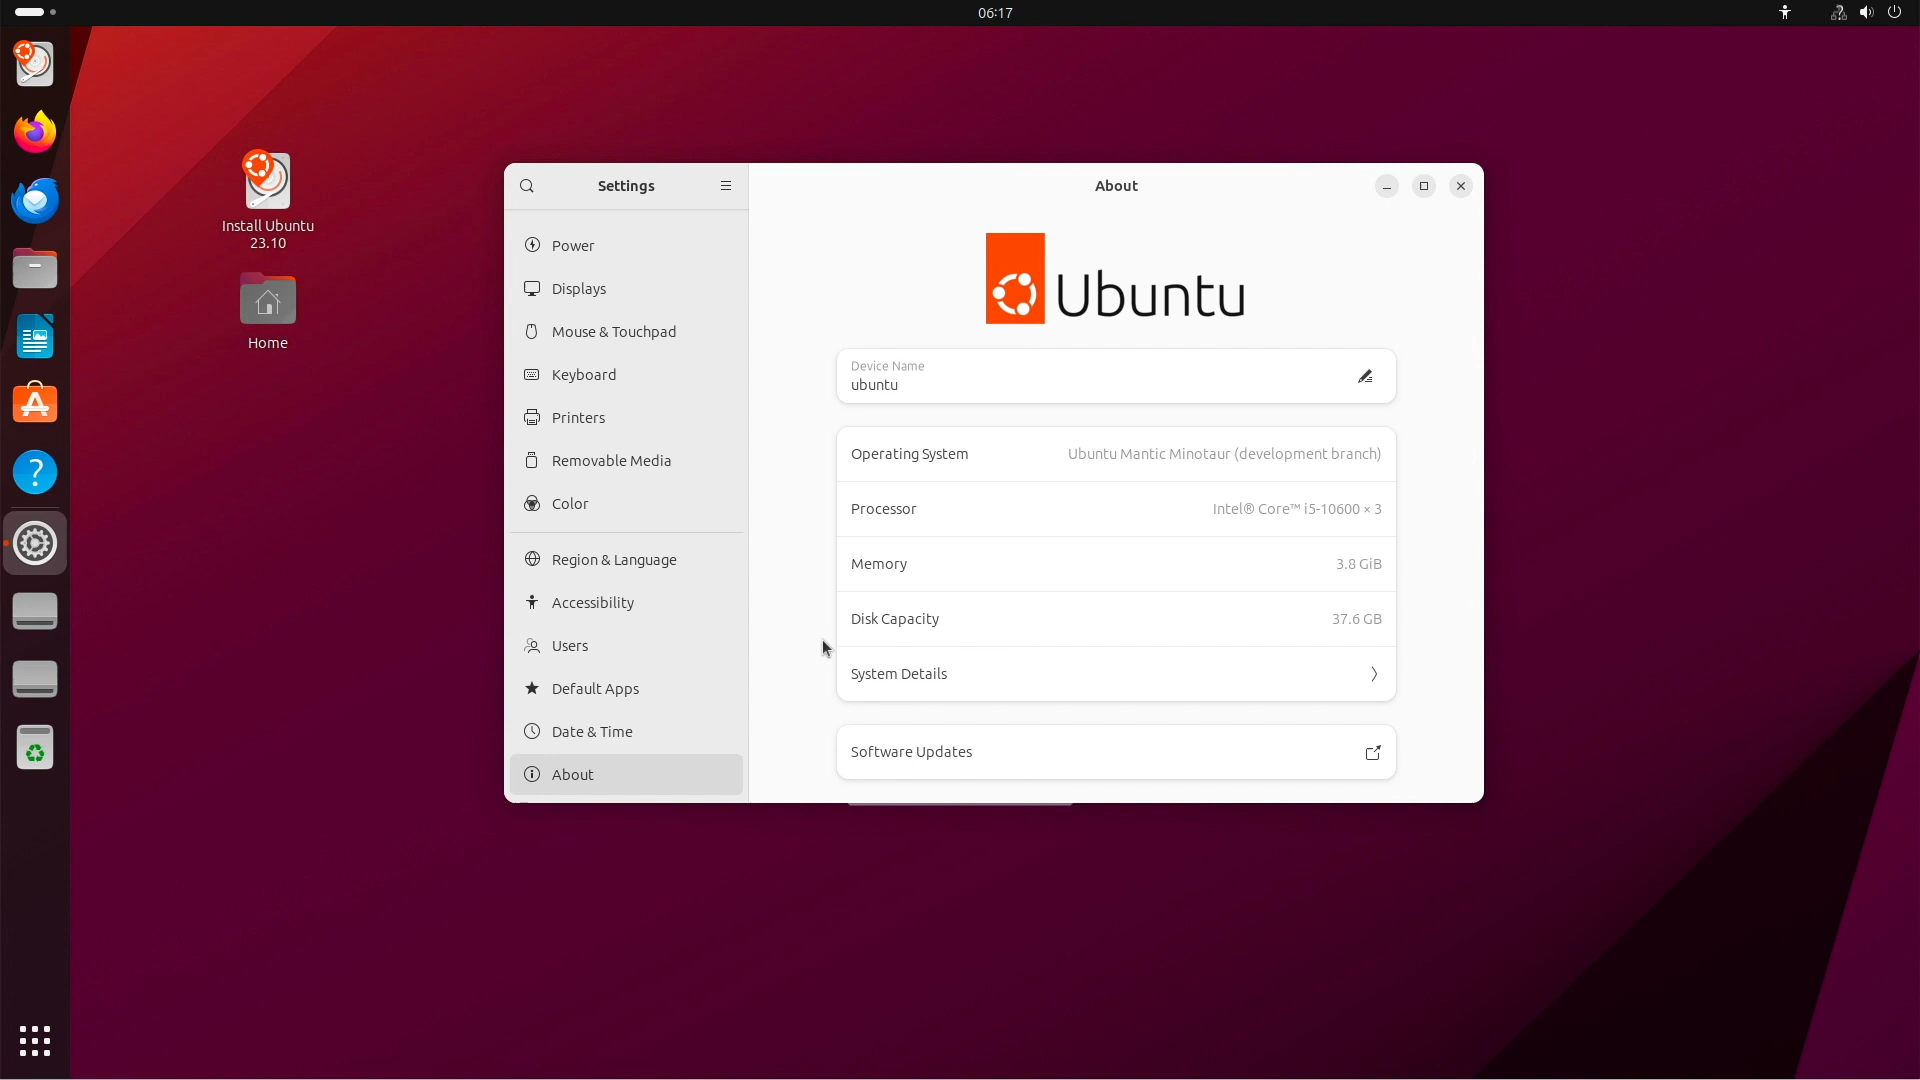 06:17
Install Ubuntu
23.10
Home
Settings
About
Power
Displays
Mouse & Touchpad
Keyboard
Printers
Removable Media
Color
Region & Language
Accessibility
Users
Default Apps
Date & Time
About
Ubuntu
Device Name
ubuntu
Operating System Ubuntu Mantic Minotaur (development branch)
Processor Intel® Core™ i5-10600 × 3
Memory 3.8 GiB
Disk Capacity 37.6 GB
System Details
Software Updates